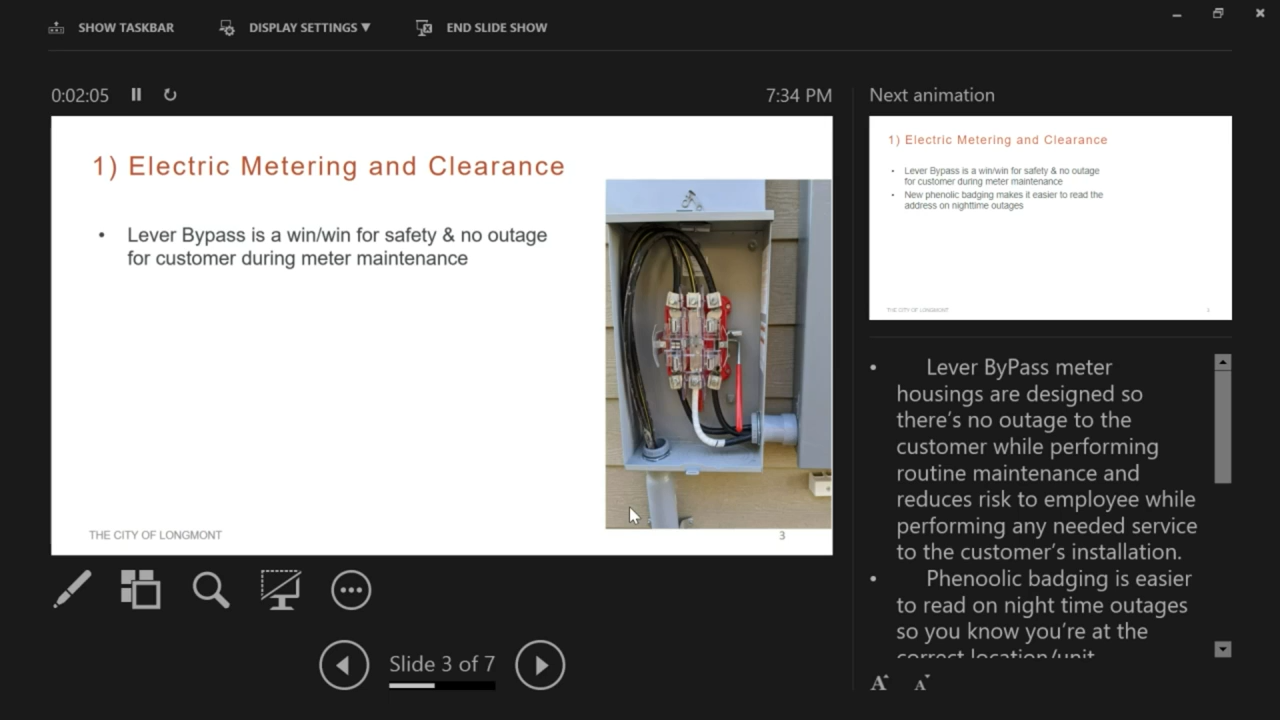 SHOW TASKBAR
DISPLAY SETTINGS ▼
END SLIDE SHOW
0:02:05
7:34 PM
Next animation
1) Electric Metering and Clearance
• Lever Bypass is a win/win for safety & no outage
for customer during meter maintenance
THE CITY OF LONGMONT
3
1) Electric Metering and Clearance
• Lever Bypass is a win/win for safety & no outage
for customer during meter maintenance
• New phenolic badging makes it easier to read the
address on nighttime outages
THE CITY OF LONGMONT
3
• Lever ByPass meter
housings are designed so
there's no outage to the
customer while performing
routine maintenance and
reduces risk to employee while
performing any needed service
to the customer's installation.
• Phenoolic badging is easier
to read on night time outages
so you know you're at the
correct location/unit
Slide 3 of 7
A A